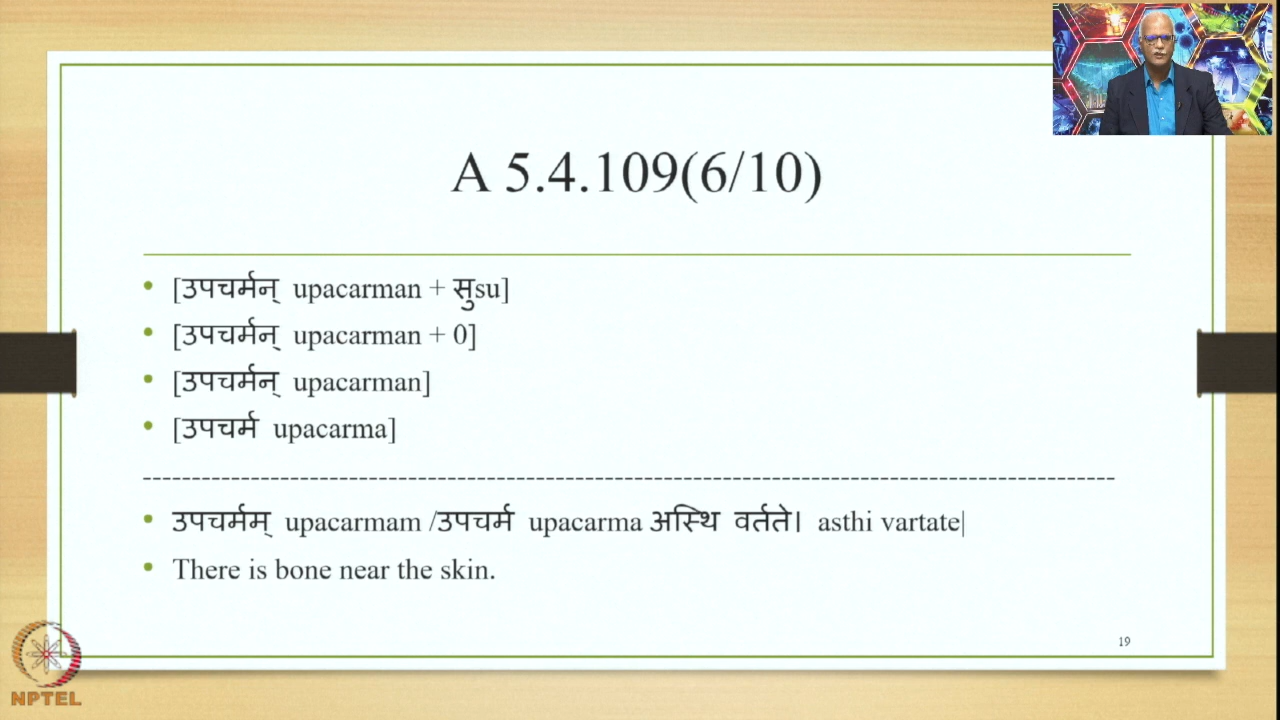 A 5.4.109(6/10)
• [उपचर्मन् upacarman + सुsu]
• [उपचर्मन् upacarman + 0]
• [उपचर्मन् upacarman]
• [उपचर्म upacarma]
-----------------------------------------------------------------------------------------------------------
• उपचर्मम् upacarmam /उपचर्म upacarma अस्थि वर्तते। asthi vartate|
• There is bone near the skin.
19
NPTEL